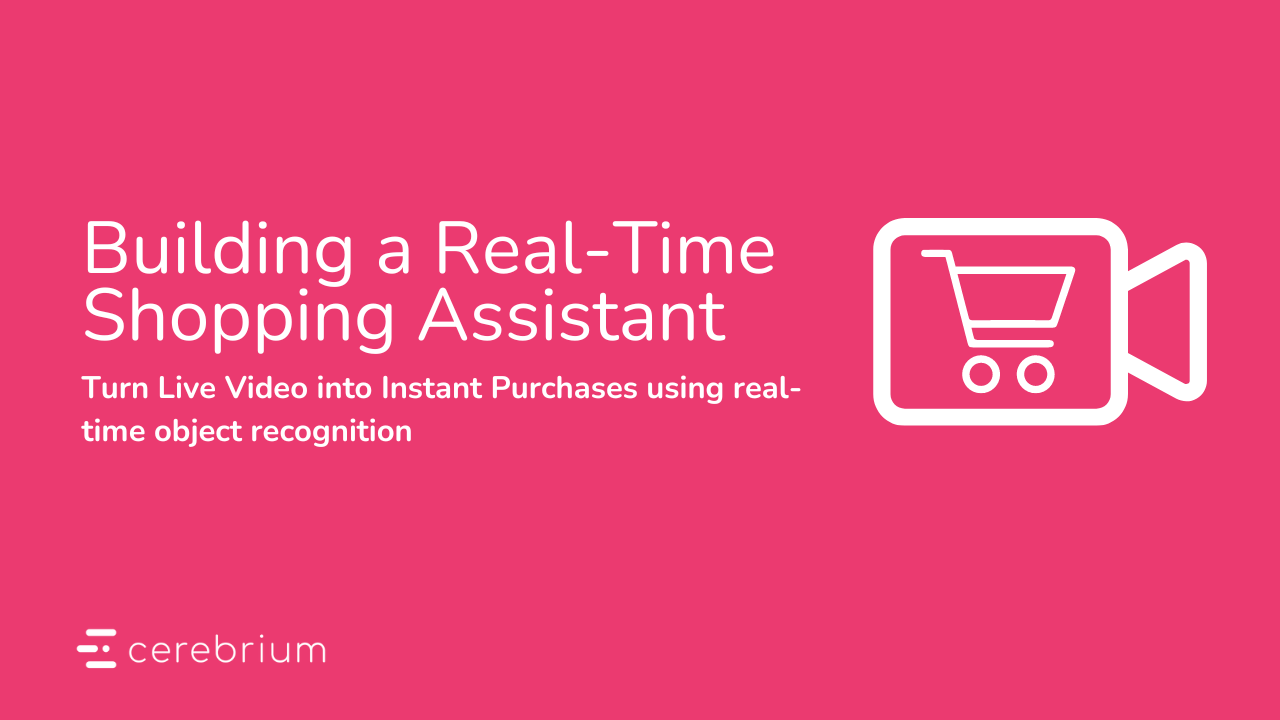 Building a Real-Time
Shopping Assistant
Turn Live Video into Instant Purchases using real-
time object recognition
cerebrium